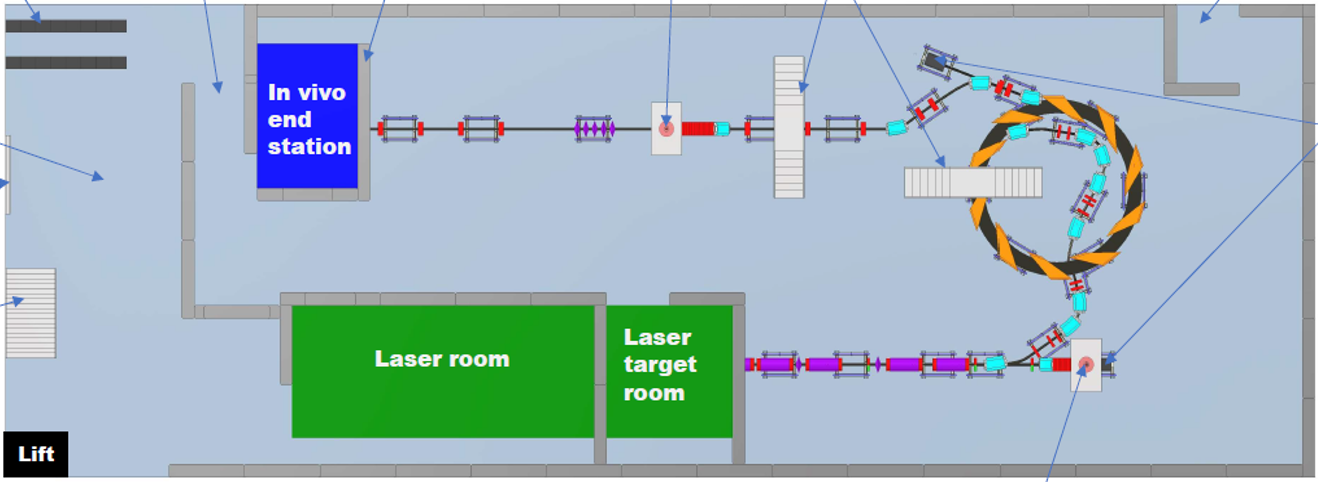 In vivo
end
station
Laser room
Laser
target
room
Lift